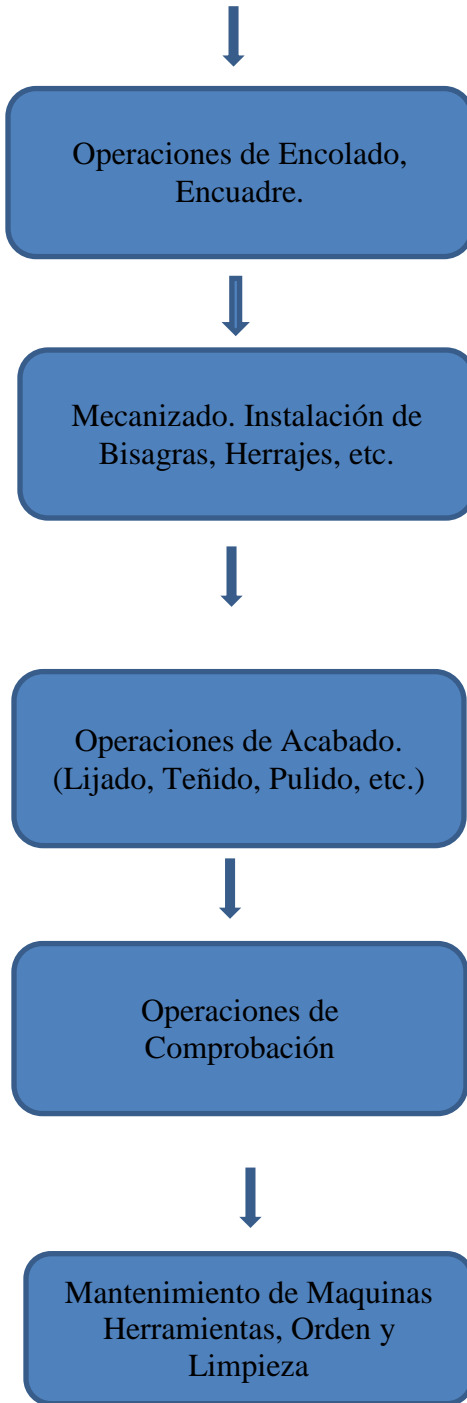 Operaciones de Encolado,
Encuadre.
Mecanizado. Instalación de
Bisagras, Herrajes, etc.
Operaciones de Acabado.
(Lijado, Teñido, Pulido, etc.)
Operaciones de
Comprobación
Mantenimiento de Maquinas
Herramientas, Orden y
Limpieza